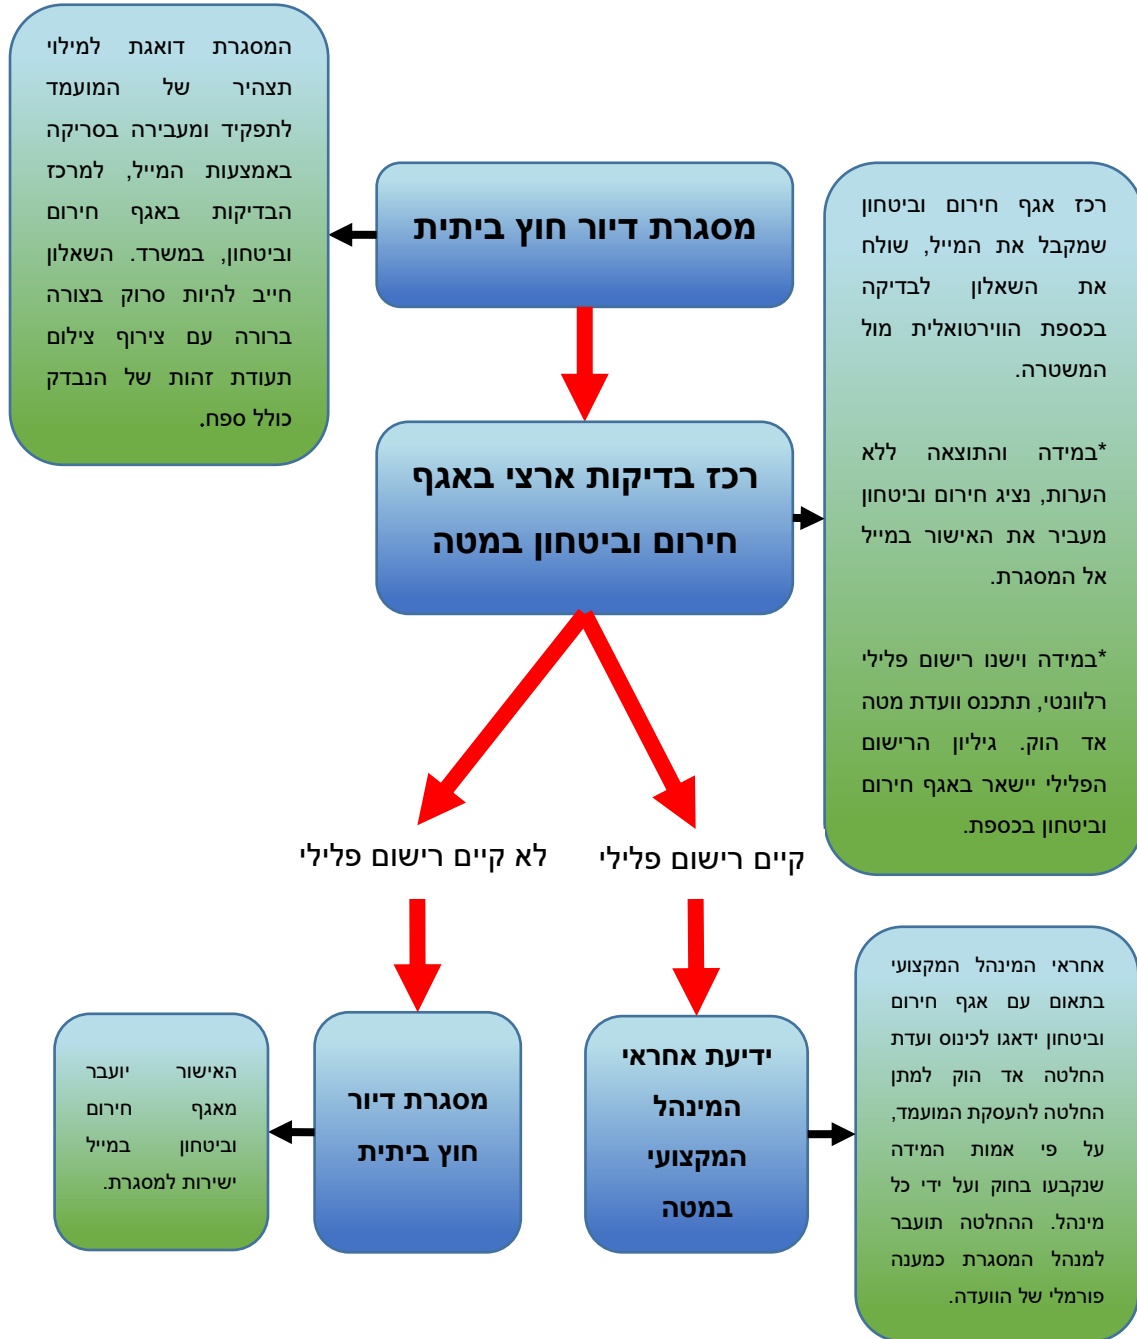 המסגרת דואגת למילוי
תצהיר של המועמד
לתפקיד ומעבירה בסריקה
באמצעות המייל, למרכז
הבדיקות באגף חירום
וביטחון, במשרד. השאלון
חייב להיות סרוק בצורה
ברורה עם צירוף צילום
תעודת זהות של הנבדק
כולל ספח.
מסגרת דיור חוץ ביתית
רכז אגף חירום וביטחון
שמקבל את המייל, שולח
את השאלון לבדיקה
בכספת הווירטואלית מול
המשטרה.
*במידה והתוצאה ללא
הערות, נציג חירום וביטחון
מעביר את האישור במייל
אל המסגרת.
*במידה וישנו רישום פלילי
רלוונטי, תתכנס וועדת מטה
אד הוק. גיליון הרישום
הפלילי יישאר באגף חירום
וביטחון בכספת.
רכז בדיקות ארצי באגף
חירום וביטחון במטה
קיים רישום פלילי
לא קיים רישום פלילי
אחראי המינהל המקצועי
בתאום עם אגף חירום
וביטחון ידאגו לכינוס ועדת
החלטה אד הוק למתן
החלטה להעסקת המועמד,
על פי אמות המידה
שנקבעו בחוק ועל ידי כל
מינהל. ההחלטה תועבר
למנהל המסגרת כמענה
פורמלי של הוועדה.
ידיעת אחראי
המינהל
המקצועי
במטה
מסגרת דיור
חוץ ביתית
האישור יועבר
מאגף חירום
וביטחון במייל
ישירות למסגרת.